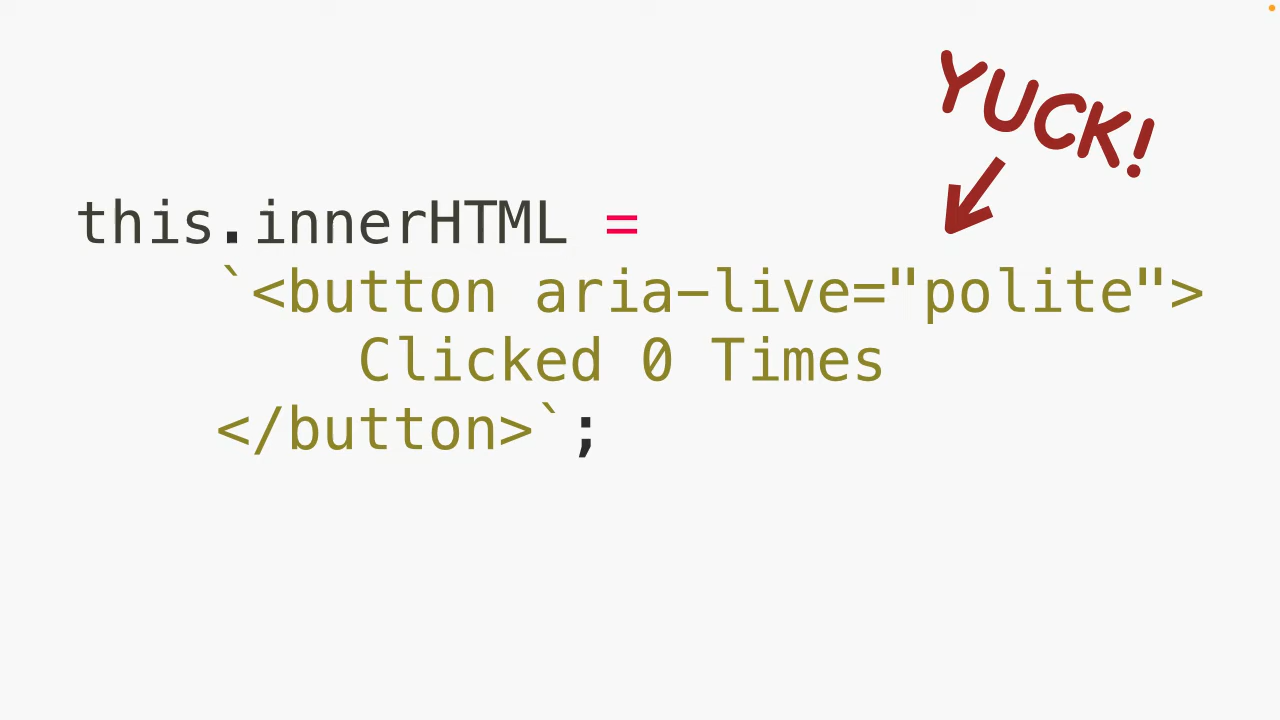 YUCK!
this.innerHTML =
`<button aria-live="polite">
Clicked 0 Times
</button>`;